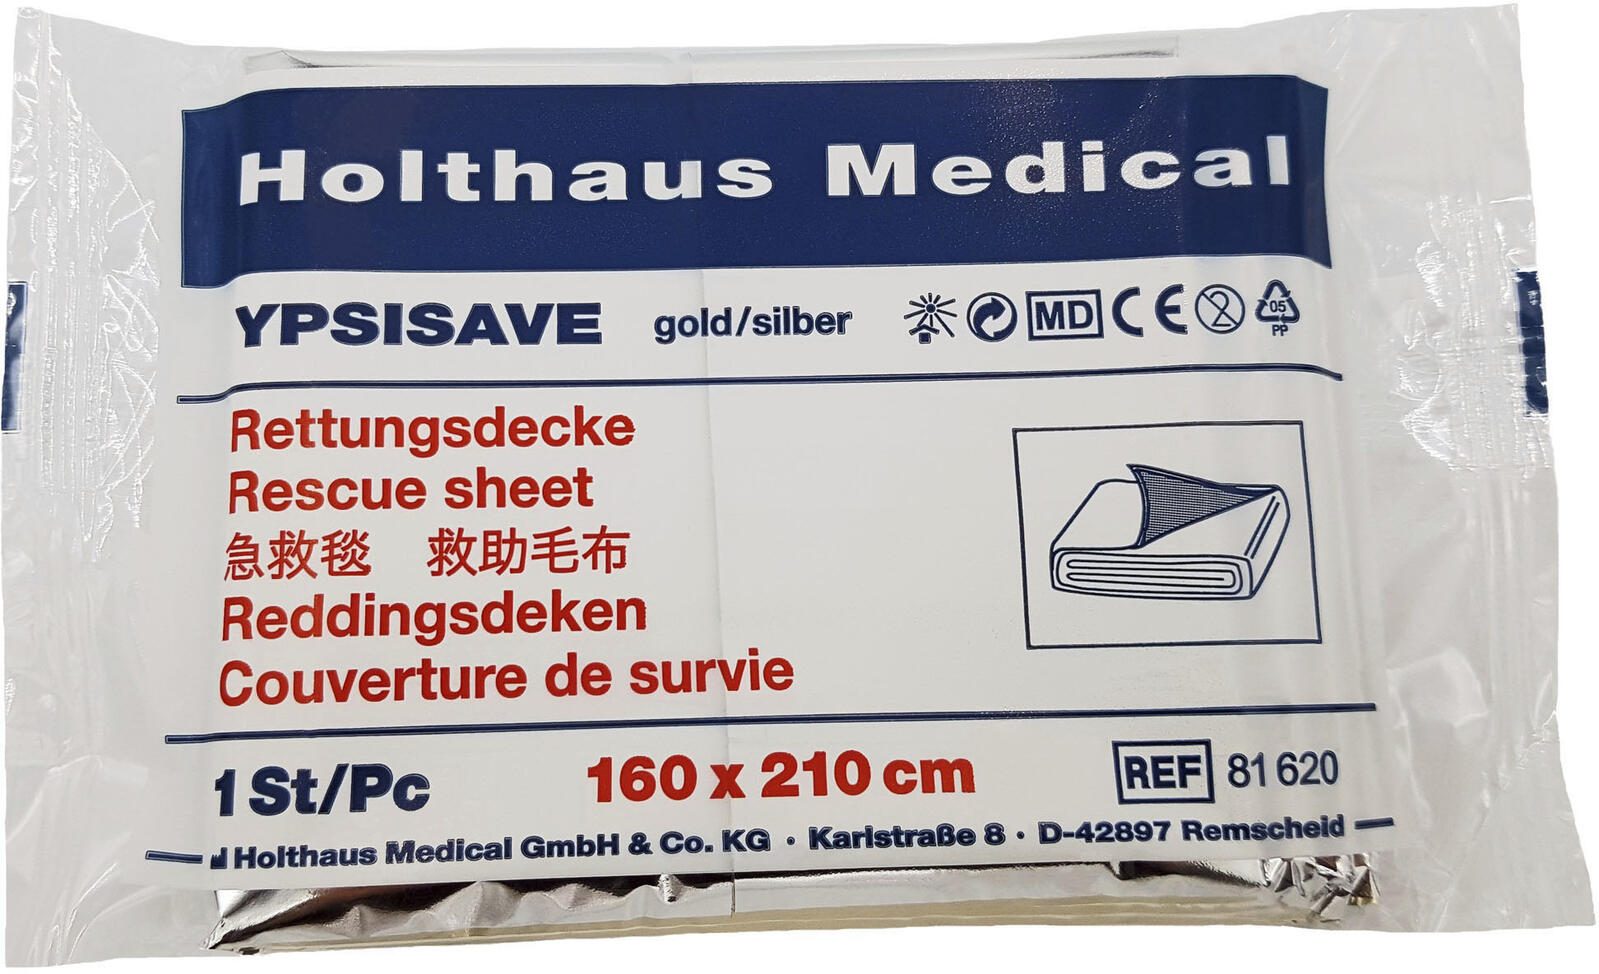 Holthaus Medical
YPSISAVE gold/silber MD CE 2 05 PP
Rettungsdecke
Rescue sheet
急救毯 救助毛布
Reddingsdeken
Couverture de survie
1 St/Pc 160 x 210 cm REF 81 620
Holthaus Medical GmbH & Co. KG · Karlstraße 8 · D-42897 Remscheid